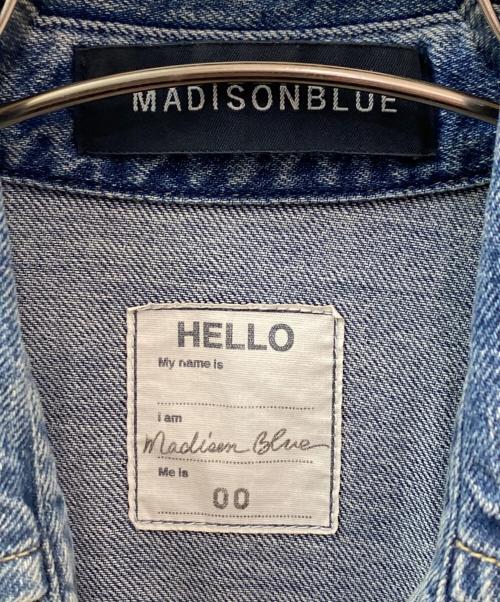 MADISONBLUE
HELLO
My name is
i am
Madison Blue
Me is
00